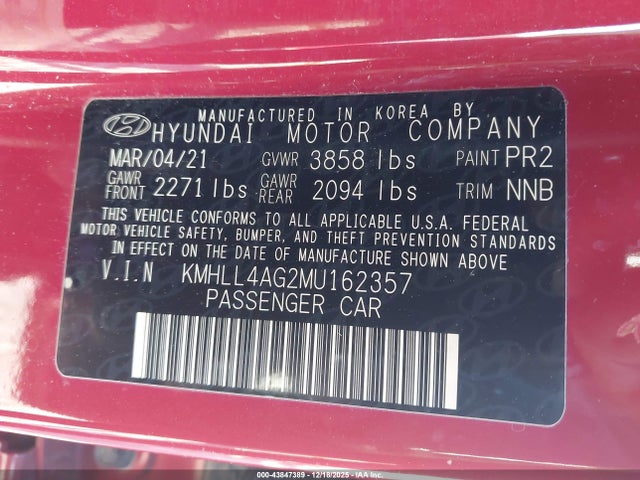 MANUFACTURED IN KOREA BY
HYUNDAI MOTOR COMPANY
MAR/04/21 GVWR 3858 lbs PAINT PR2
GAWR FRONT 2271 lbs GAWR REAR 2094 lbs TRIM NNB
THIS VEHICLE CONFORMS TO ALL APPLICABLE U.S.A. FEDERAL
MOTOR VEHICLE SAFETY, BUMPER, AND THEFT PREVENTION STANDARDS
IN EFFECT ON THE DATE OF MANUFACTURE SHOWN ABOVE
V.I.N KMHLL4AG2MU162357
PASSENGER CAR
000-43847389 - 12/18/2025 - COPART